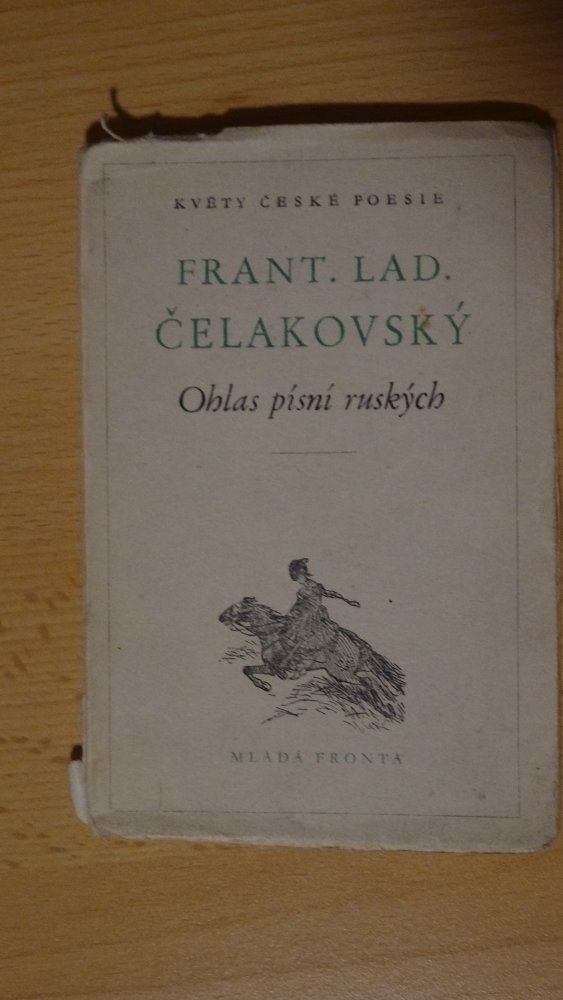 KVĚTY ČESKÉ POESIE
FRANT. LAD.
ČELAKOVSKÝ
Ohlas písní ruských
MLADÁ FRONTA